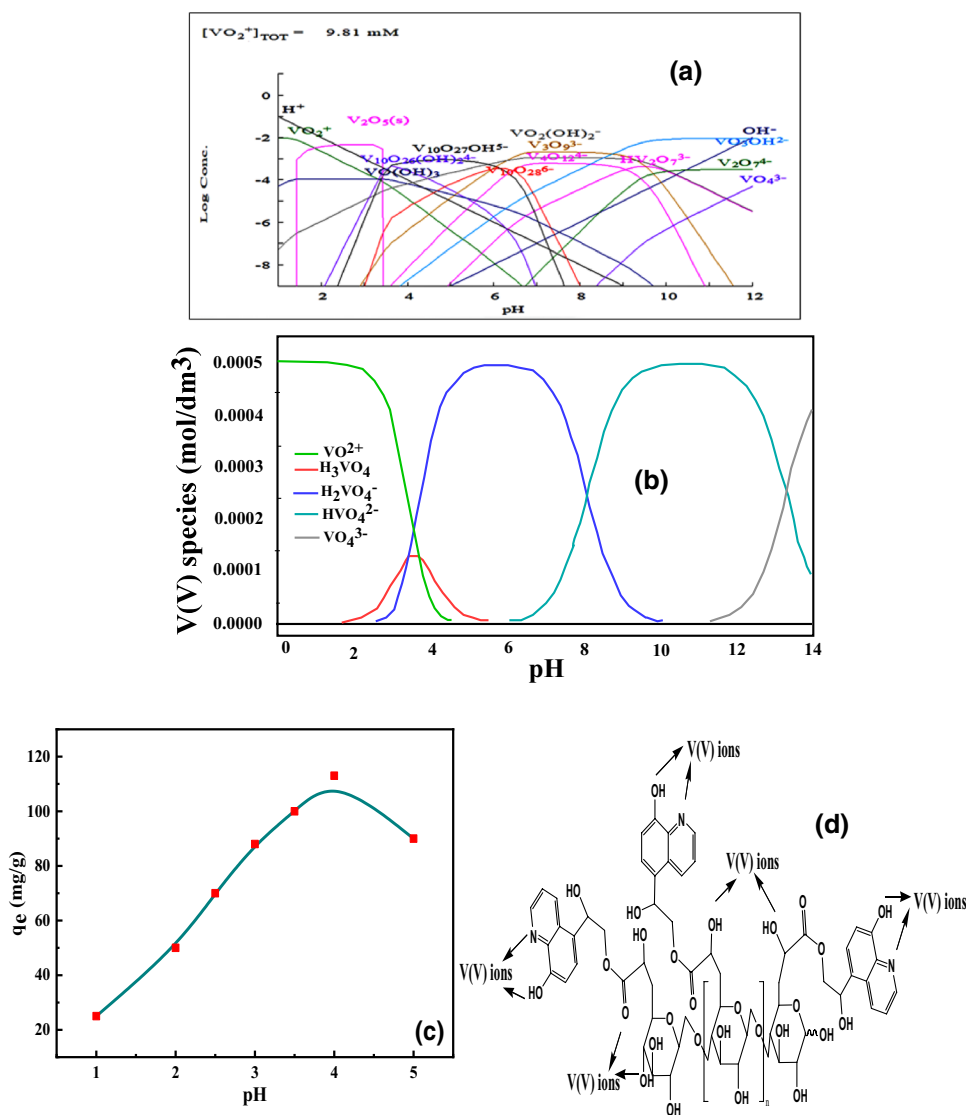 [VO₂⁺]TOT = 9.81 mM
(a)
0
H⁺
V₂O₅(s)
VO₂⁺
VO₂(OH)₂⁻
OH⁻
-2
V₁₀O₂₇OH⁵⁻
V₃O₉³⁻
VO₃OH²⁻
V₁₀O₂₆(OH)₂⁴⁻
V₄O₁₂⁴⁻
HV₂O₇³⁻
V₂O₇⁴⁻
VO(OH)₃
V₁₀O₂₈⁶⁻
VO₄³⁻
-4
-6
-8
Log Conc.
2 4 6 8 10 12
pH
V(V) species (mol/dm³)
0.0005
0.0004
0.0003
0.0002
0.0001
0.0000
VO²⁺
H₃VO₄
H₂VO₄⁻
HVO₄²⁻
VO₄³⁻
(b)
0 2 4 6 8 10 12 14
pH
qₑ (mg/g)
120
100
80
60
40
20
(c)
1 2 3 4 5
pH
V(V) ions
(d)
OH
N
V(V) ions
HO
HO
OH
V(V) ions
N
HO
N
HO
OH
O
O
O
O
V(V) ions
HO
O
O
O
OH
V(V) ions
O
O
O
O
O
OH
HO
HO
HO
OH
V(V) ions
OH
OH
OH
OH
OH
n